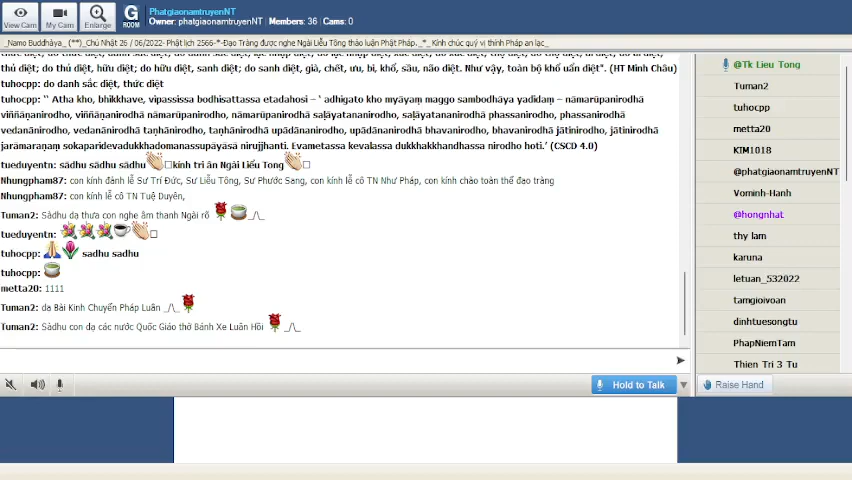 View Cam
My Cam
Enlarge
G
ROOM
PhatgiaonamtruyenNT
Owner: phatgiaonamtruyenNT | Members: 36 | Cams: 0
_Namo Buddhàya_ (**)_Chủ Nhật 26 / 06/2022- Phật lịch 2566-*-Đạo Tràng được nghe Ngài Liễu Tông thảo luận Phật Pháp._*_ Kính chúc quý vị thính Pháp an lạc_
thủ diệt; do thủ diệt, hữu diệt; do hữu diệt, sanh diệt; do sanh diệt, già, chết, ưu, bi, khổ, sầu, não diệt. Như vậy, toàn bộ khổ uẩn diệt". (HT Minh Châu)
tuhocpp: do danh sắc diệt, thức diệt
tuhocpp: `` Atha kho, bhikkhave, vipassissa bodhisattassa etadahosi – ' adhigato kho myāyaṃ maggo sambodhāya yadidaṃ – nāmarūpanirodhā
viññāṇanirodho, viññāṇanirodhā nāmarūpanirodho, nāmarūpanirodhā saḷāyatananirodho, saḷāyatananirodhā phassanirodho, phassanirodhā
vedanānirodho, vedanānirodhā taṇhānirodho, taṇhānirodhā upādānanirodho, upādānanirodhā bhavanirodho, bhavanirodhā jātinirodho, jātinirodhā
jarāmaraṇaṃ sokaparidevadukkhadomanassupāyāsā nirujjhanti. Evametassa kevalassa dukkhakkhandhassa nirodho hoti.' (CSCD 4.0)
tueduyentn: sādhu sādhu sādhu kính tri ân Ngài Liễu Tong
Nhungpham87: con kính đảnh lễ Sư Trí Đức, Sư Liễu Tông, Sư Phước Sang, con kính lễ cô TN Như Pháp, con kính chào toàn thể đạo tràng
Nhungpham87: con kính lễ cô TN Tuệ Duyên,
Tuman2: Sàdhu dạ thưa con nghe âm thanh Ngài rõ _/\_
tueduyentn:
tuhocpp: sadhu sadhu
tuhocpp:
metta20: 1111
Tuman2: dạ Bài Kinh Chuyển Pháp Luân _/\_
Tuman2: Sàdhu con dạ các nước Quốc Giáo thờ Bánh Xe Luân Hồi _/\_
Hold to Talk
@Tk Lieu Tong
Tuman2
tuhocpp
metta20
KIM1018
@phatgiaonamtruyenNT
Vominh-Hanh
@hongnhat
thy lam
karuna
letuan_532022
tamgioivoan
dinhtuesongtu
PhapNiemTam
Thien Tri 3 Tu
Raise Hand